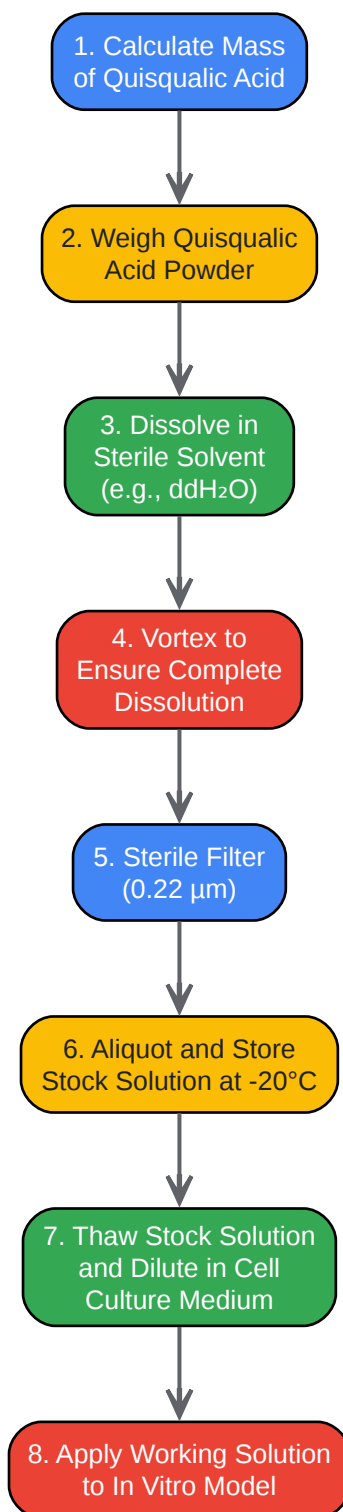 1. Calculate Mass
of Quisqualic Acid
2. Weigh Quisqualic
Acid Powder
3. Dissolve in
Sterile Solvent
(e.g., ddH₂O)
4. Vortex to
Ensure Complete
Dissolution
5. Sterile Filter
(0.22 µm)
6. Aliquot and Store
Stock Solution at -20°C
7. Thaw Stock Solution
and Dilute in Cell
Culture Medium
8. Apply Working Solution
to In Vitro Model